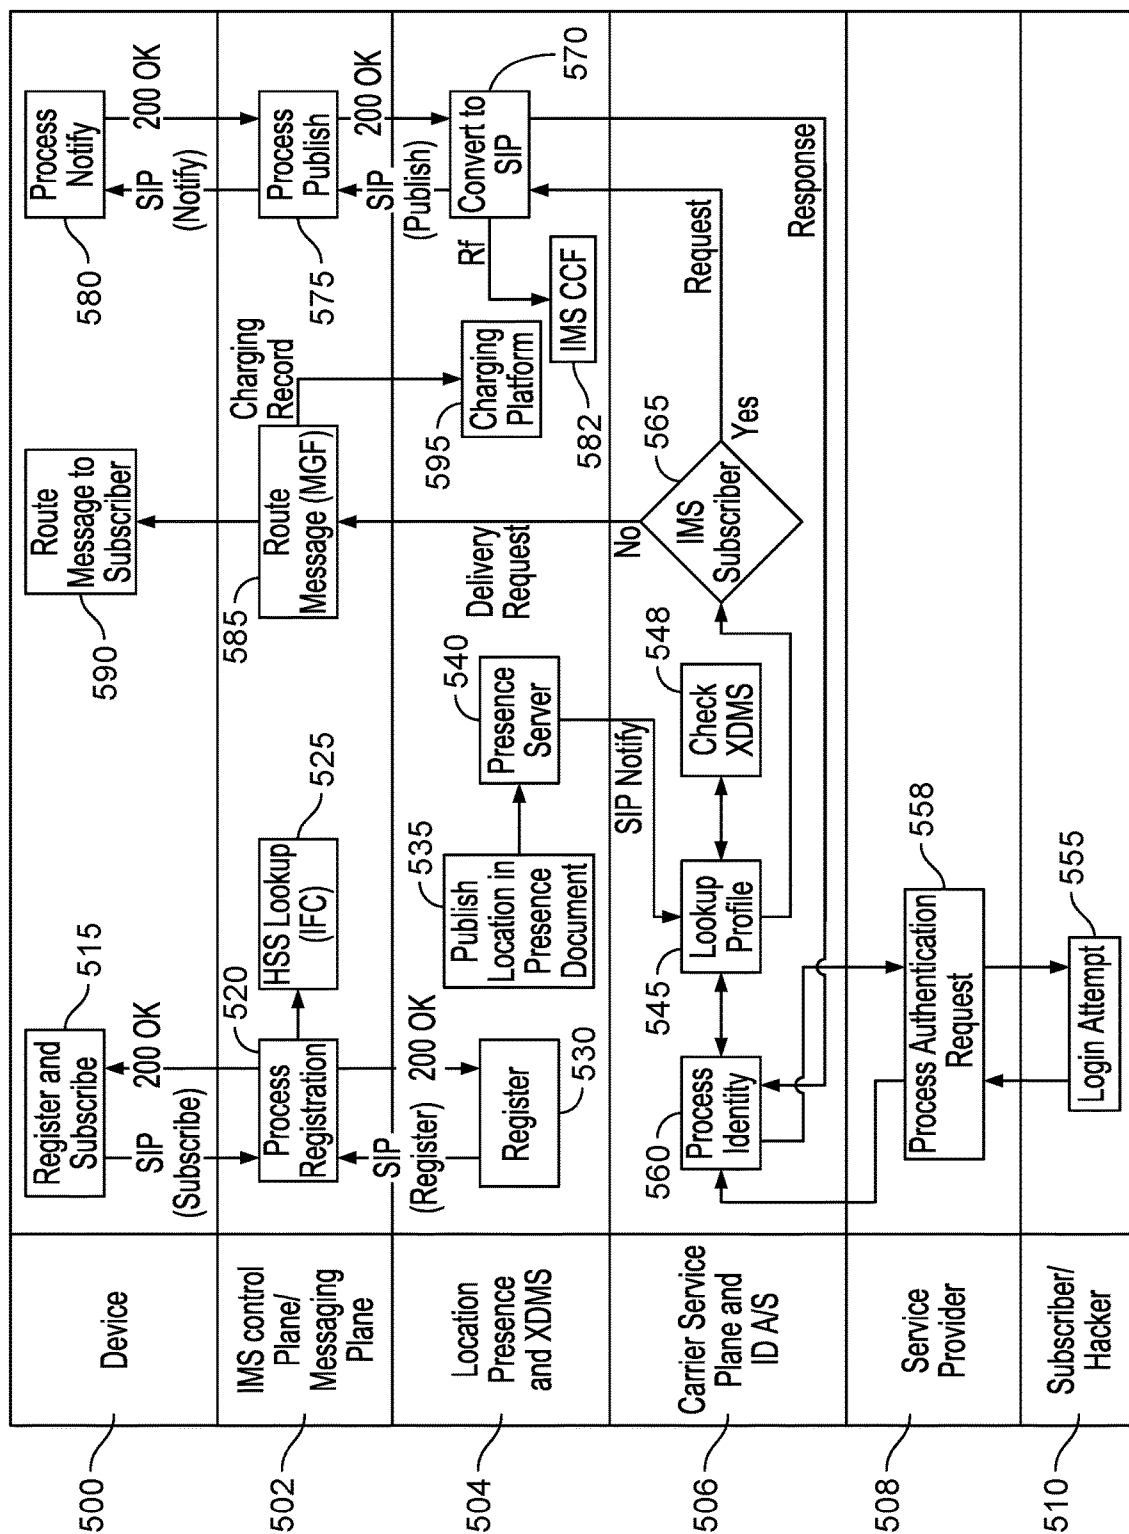 500
Device
Register and
Subscribe
515
SIP
(Subscribe)
200 OK
Route
Message to
Subscriber
590
Process
Notify
580
SIP
(Notify)
200 OK
502
IMS control
Plane/
Messaging
Plane
Process
Registration
520
HSS Lookup
(IFC)
525
SIP
(Register)
200 OK
Route
Message (MGF)
585
Charging
Record
Process
Publish
575
SIP
(Publish)
200 OK
504
Location
Presence
and XDMS
Register
530
Publish
Location in
Presence
Document
535
Presence
Server
540
Delivery
Request
Charging
Platform
595
IMS CCF
582
Rf
Convert to
SIP
570
506
Carrier Service
Plane and
ID A/S
Process
Identity
560
Lookup
Profile
545
SIP Notify
Check
XDMS
548
IMS
Subscriber
565
No
Yes
Request
Response
508
Service
Provider
Process Authentication
Request
558
510
Subscriber/
Hacker
Login Attempt
555